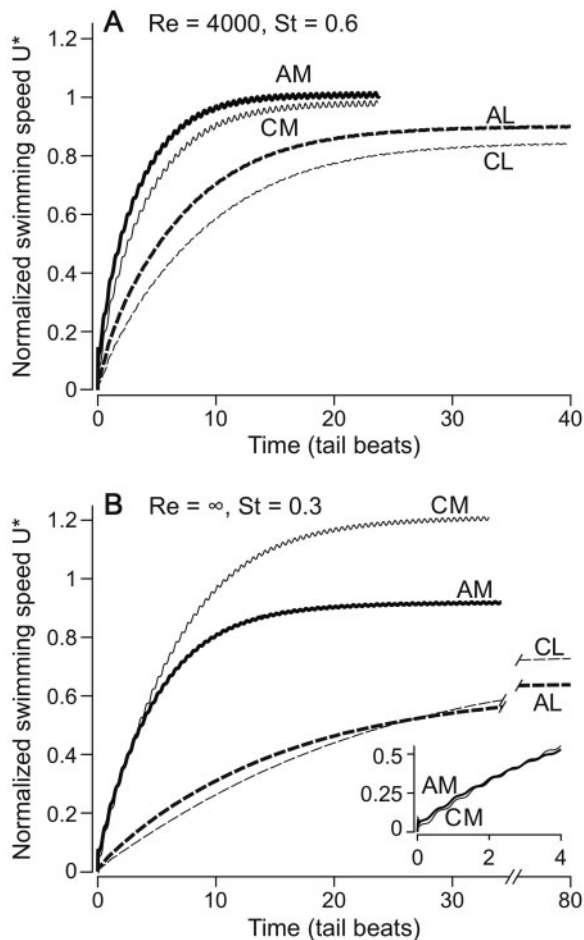 A Re = 4000, St = 0.6
Normalized swimming speed U*
1.2
1
0.8
0.6
0.4
0.2
0
AM
CM
AL
CL
0 10 20 30 40
Time (tail beats)
B Re = ∞, St = 0.3
Normalized swimming speed U*
1.2
1
0.8
0.6
0.4
0.2
0
CM
AM
CL
AL
0.5
0.25
0
AM
CM
0 2 4
0 10 20 30 80
Time (tail beats)